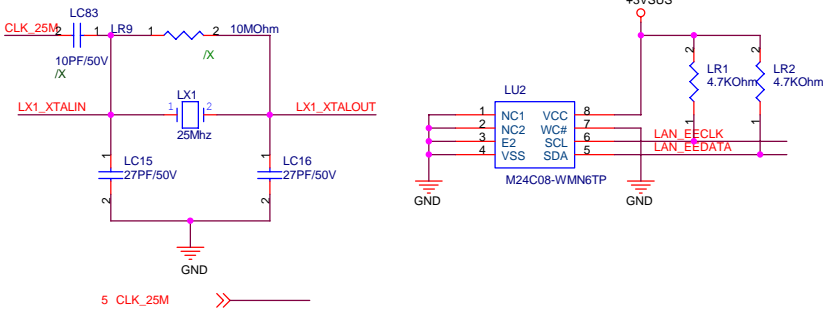 LC83
CLK_25M
2
1
LR9
1
2
10MOhm
10PF/50V
/X
/X
LX1_XTALIN
LX1
1
2
25Mhz
LX1_XTALOUT
1
LC15
27PF/50V
2
1
LC16
27PF/50V
2
GND
5 CLK_25M
+3VSUS
2
LR1
4.7KOhm
1
2
LR2
4.7KOhm
1
LU2
1 NC1 VCC 8
2 NC2 WC# 7
3 E2 SCL 6
4 VSS SDA 5
M24C08-WMN6TP
LAN_EECLK
LAN_EEDATA
GND
GND